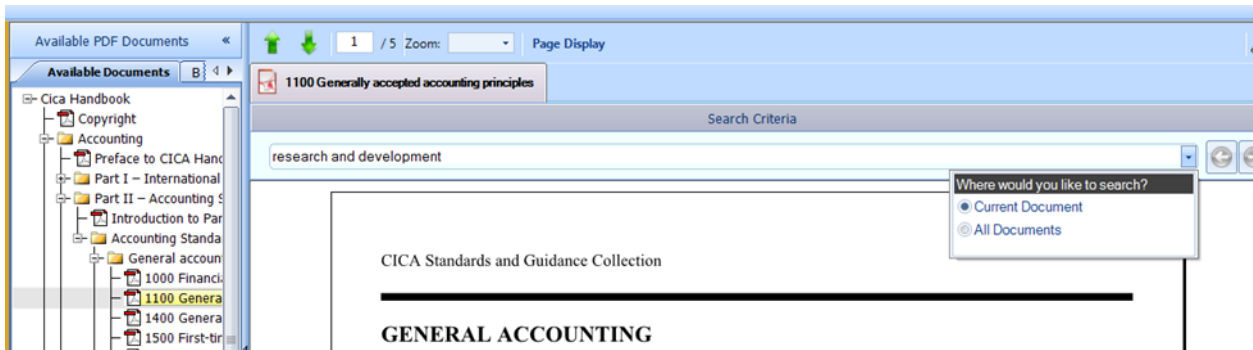 Available PDF Documents «
1 / 5 Zoom: Page Display
Available Documents B
1100 Generally accepted accounting principles
Cica Handbook
Copyright
Accounting
Preface to CICA Hand
Part I – International
Part II – Accounting S
Introduction to Par
Accounting Standa
General accoun
1000 Financi
1100 Genera
1400 Genera
1500 First-tir
Search Criteria
research and development
Where would you like to search?
Current Document
All Documents
CICA Standards and Guidance Collection
GENERAL ACCOUNTING